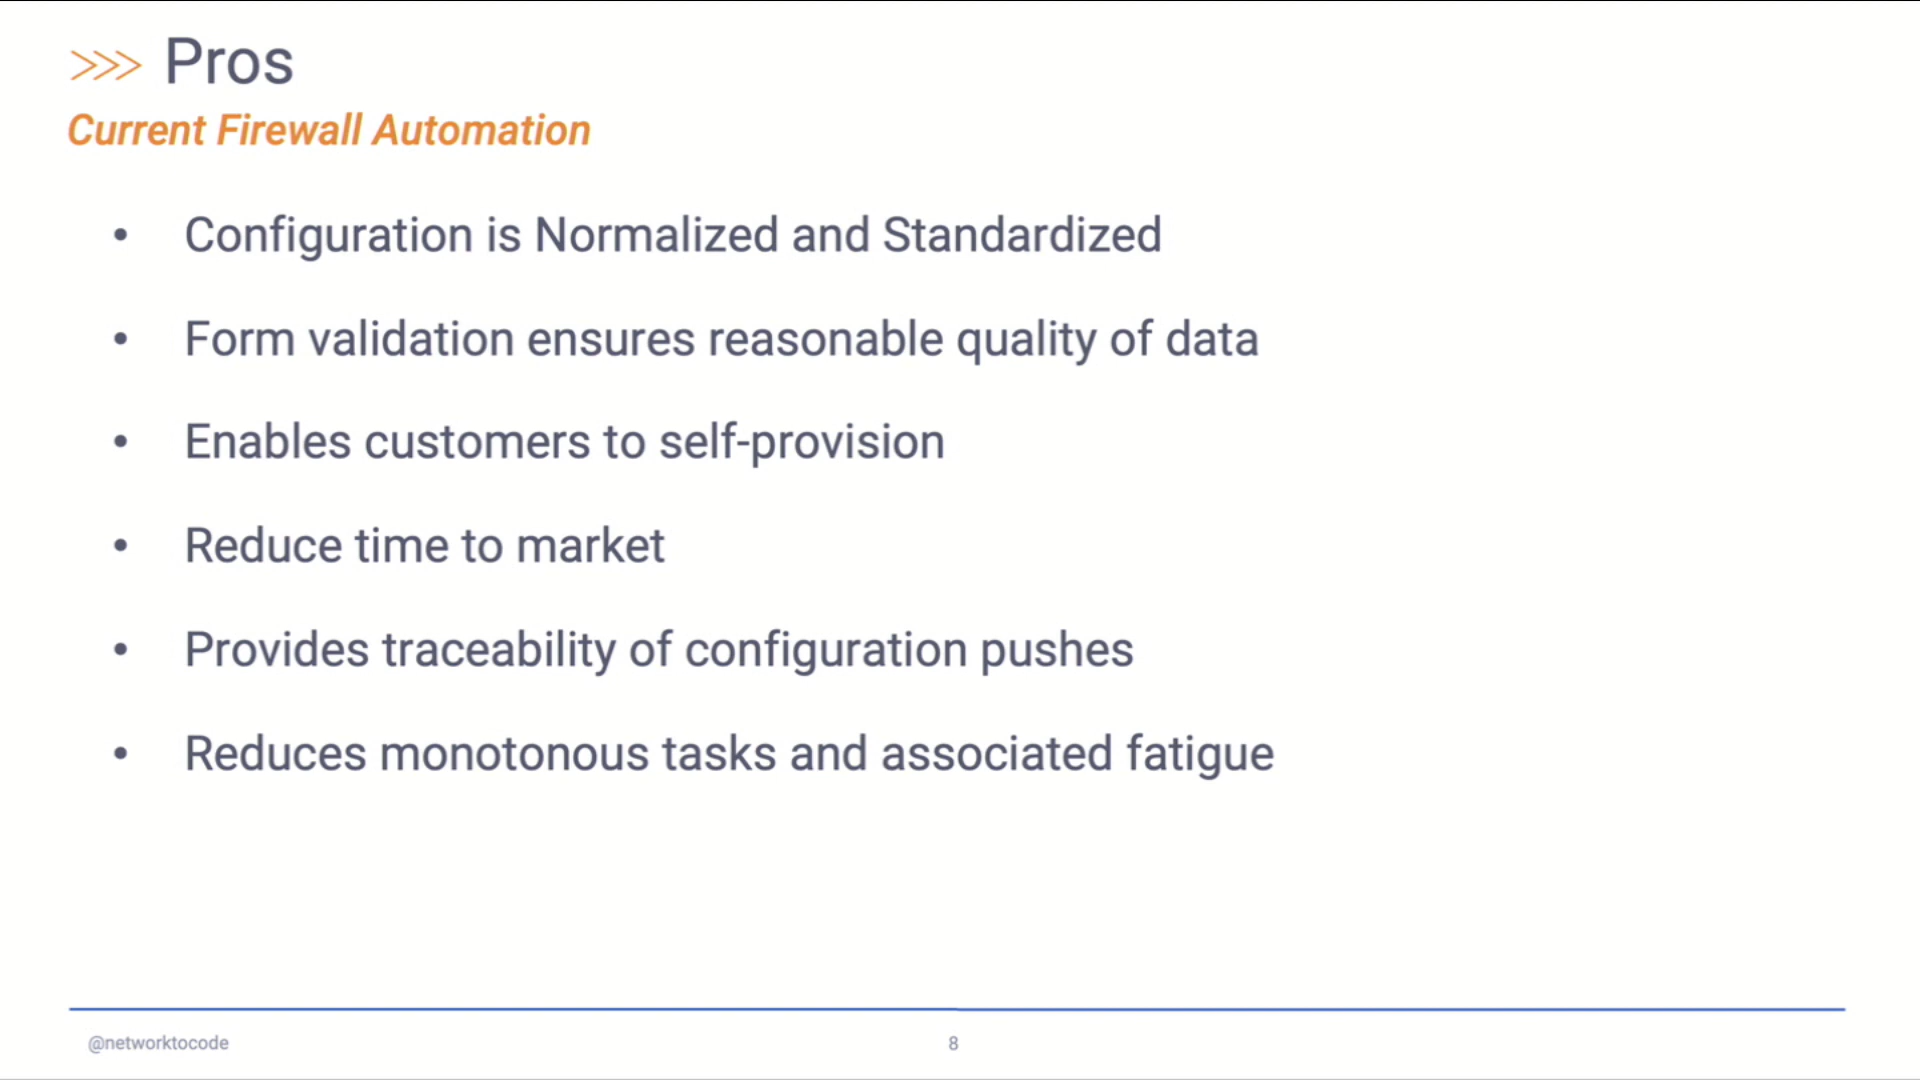 >>> Pros
Current Firewall Automation
• Configuration is Normalized and Standardized
• Form validation ensures reasonable quality of data
• Enables customers to self-provision
• Reduce time to market
• Provides traceability of configuration pushes
• Reduces monotonous tasks and associated fatigue
@networktocode
8